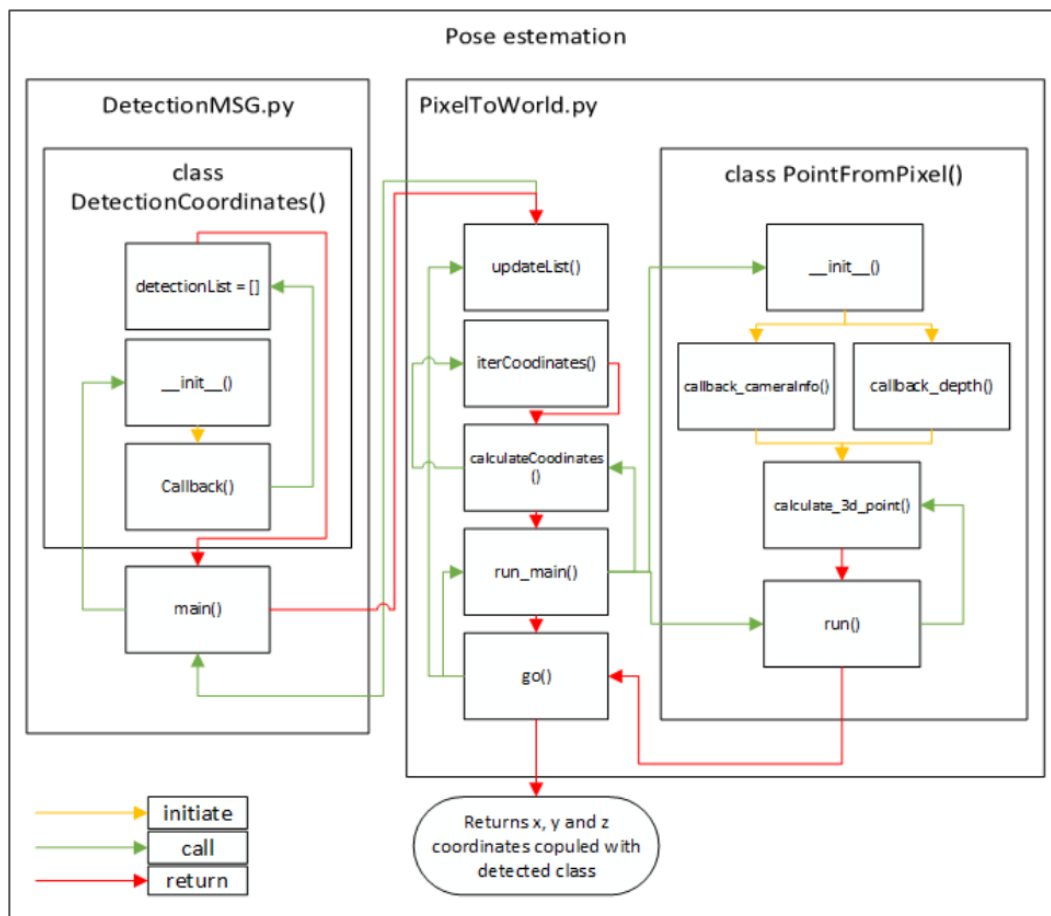 Pose estemation
DetectionMSG.py
class
DetectionCoordinates()
detectionList = []
__init__()
Callback()
main()
PixelToWorld.py
updateList()
iterCoodinates()
calculateCoodinates
()
run_main()
go()
class PointFromPixel()
__init__()
callback_cameraInfo()
callback_depth()
calculate_3d_point()
run()
initiate
call
return
Returns x, y and z
coordinates copuled with
detected class